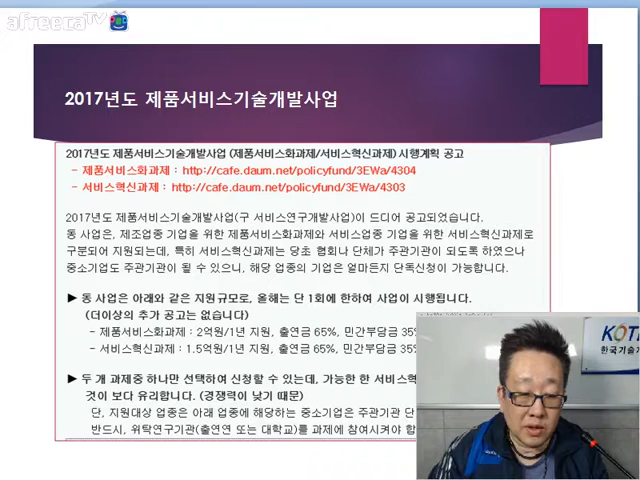 afreecaTV
2017년도 제품서비스기술개발사업
2017년도 제품서비스기술개발사업 (제품서비스화과제/서비스혁신과제) 시행계획 공고
- 제품서비스화과제 : http://cafe.daum.net/policyfund/3EWa/4304
- 서비스혁신과제 : http://cafe.daum.net/policyfund/3EWa/4303
2017년도 제품서비스기술개발사업(구 서비스연구개발사업)이 드디어 공고되었습니다.
동 사업은, 제조업종 기업을 위한 제품서비스화과제와 서비스업종 기업을 위한 서비스혁신과제로
구분되어 지원되는데, 특히 서비스혁신과제는 당초 협회나 단체가 주관기관이 되도록 하였으나
중소기업도 주관기관이 될 수 있으니, 해당 업종의 기업은 얼마든지 단독신청이 가능합니다.
▶ 동 사업은 아래와 같은 지원규모로, 올해는 단 1회에 한하여 사업이 시행됩니다.
(더이상의 추가 공고는 없습니다)
- 제품서비스화과제 : 2억원/1년 지원, 출연금 65%, 민간부담금 35%
- 서비스혁신과제 : 1.5억원/1년 지원, 출연금 65%, 민간부담금 35%
▶ 두 개 과제중 하나만 선택하여 신청할 수 있는데, 가능한 한 서비스혁
것이 보다 유리합니다. (경쟁력이 낮기 때문)
단, 지원대상 업종은 아래 업종에 해당하는 중소기업은 주관기관 단
반드시, 위탁연구기관(출연연 또는 대학교)를 과제에 참여시켜야 합
KOT
한국기술개